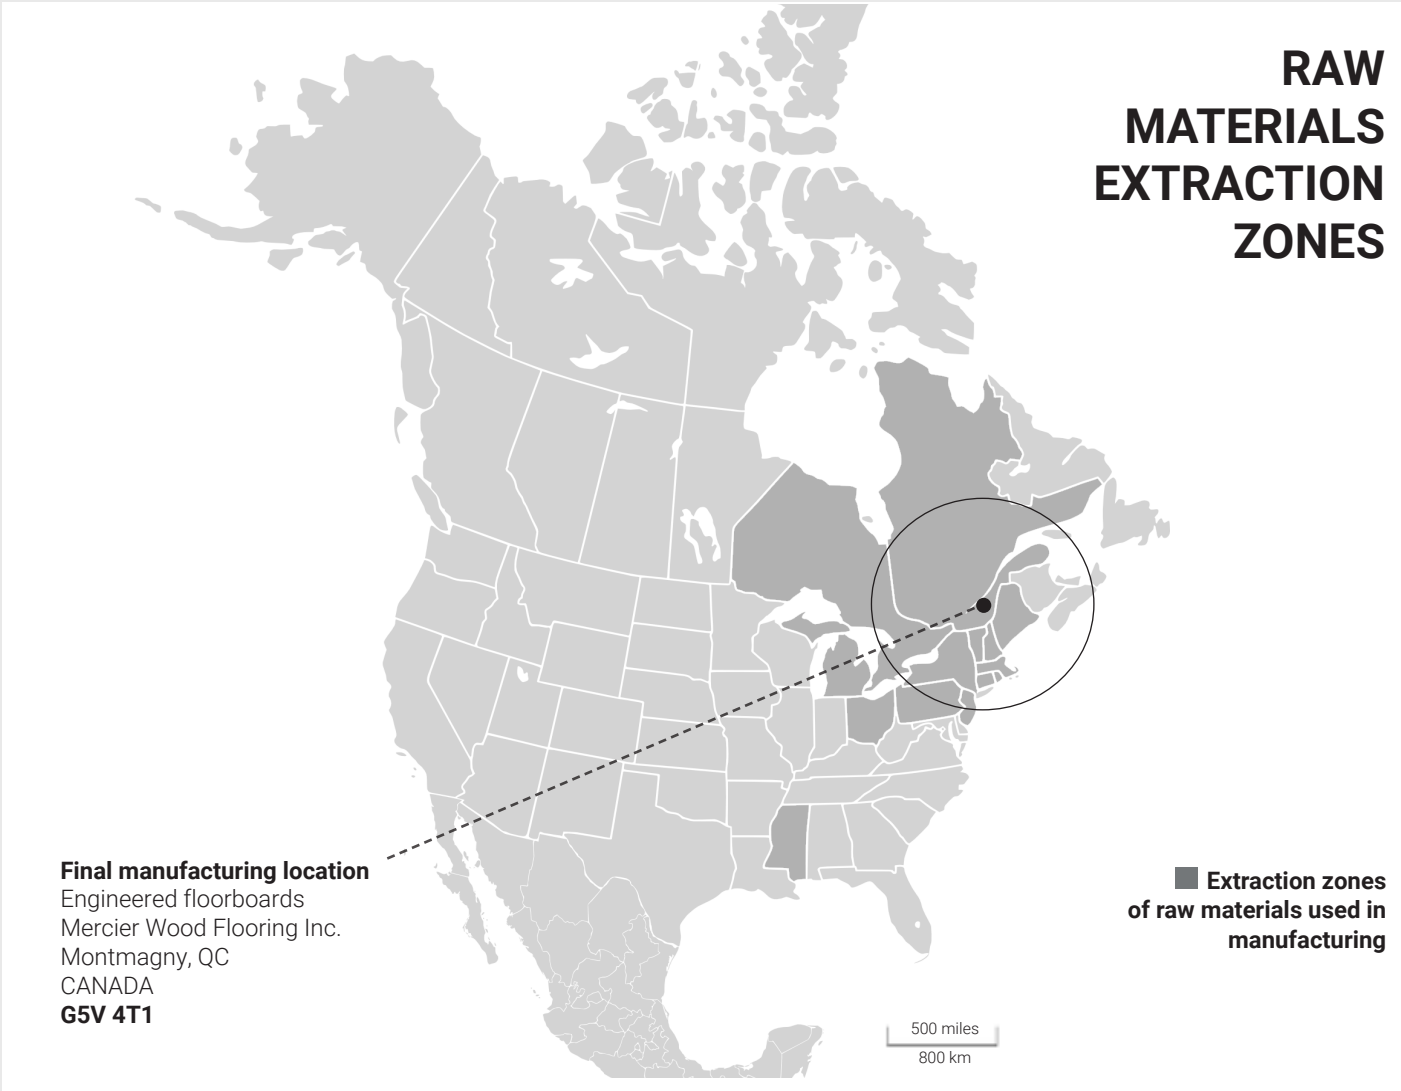 RAW
MATERIALS
EXTRACTION
ZONES
Final manufacturing location
Engineered floorboards
Mercier Wood Flooring Inc.
Montmagny, QC
CANADA
G5V 4T1
Extraction zones
of raw materials used in
manufacturing
500 miles
800 km